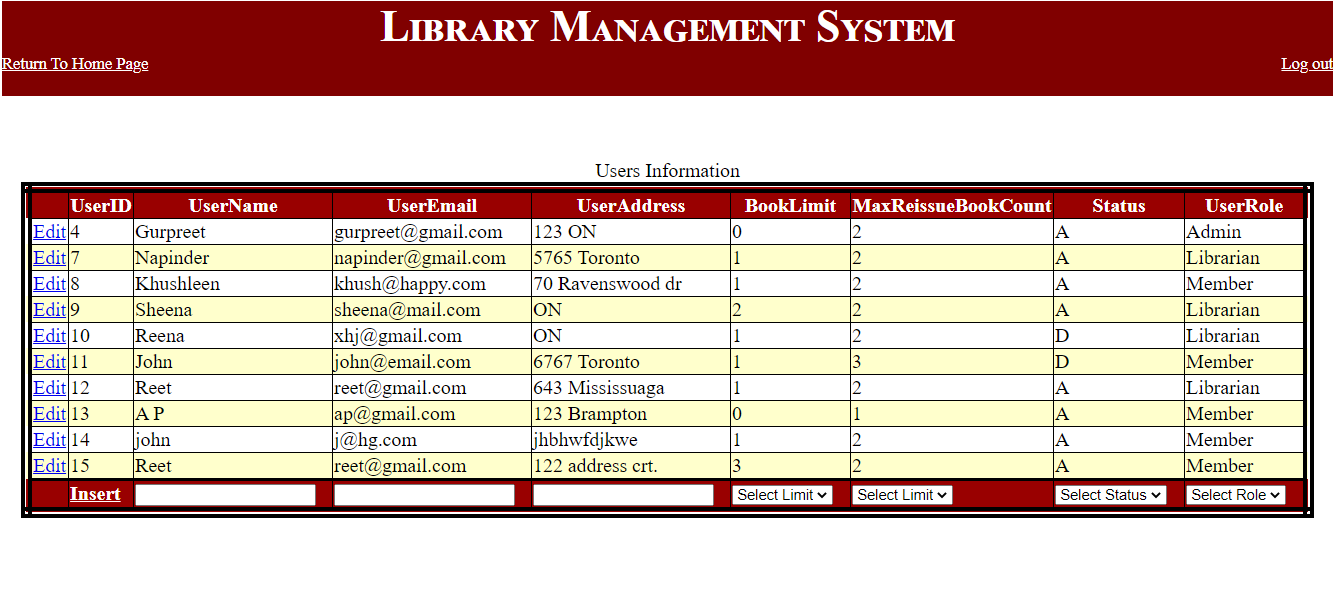 Library Management System
Return To Home Page Log out
Users Information
UserID UserName UserEmail UserAddress BookLimit MaxReissueBookCount Status UserRole
Edit 4 Gurpreet gurpreet@gmail.com 123 ON 0 2 A Admin
Edit 7 Napinder napinder@gmail.com 5765 Toronto 1 2 A Librarian
Edit 8 Khushleen khush@happy.com 70 Ravenswood dr 1 2 A Member
Edit 9 Sheena sheena@mail.com ON 2 2 A Librarian
Edit 10 Reena xhj@gmail.com ON 1 2 D Librarian
Edit 11 John john@email.com 6767 Toronto 1 3 D Member
Edit 12 Reet reet@gmail.com 643 Mississuaga 1 2 A Librarian
Edit 13 A P ap@gmail.com 123 Brampton 0 1 A Member
Edit 14 john j@hg.com jhbhwfdjkwe 1 2 A Member
Edit 15 Reet reet@gmail.com 122 address crt. 3 2 A Member
Insert Select Limit Select Limit Select Status Select Role